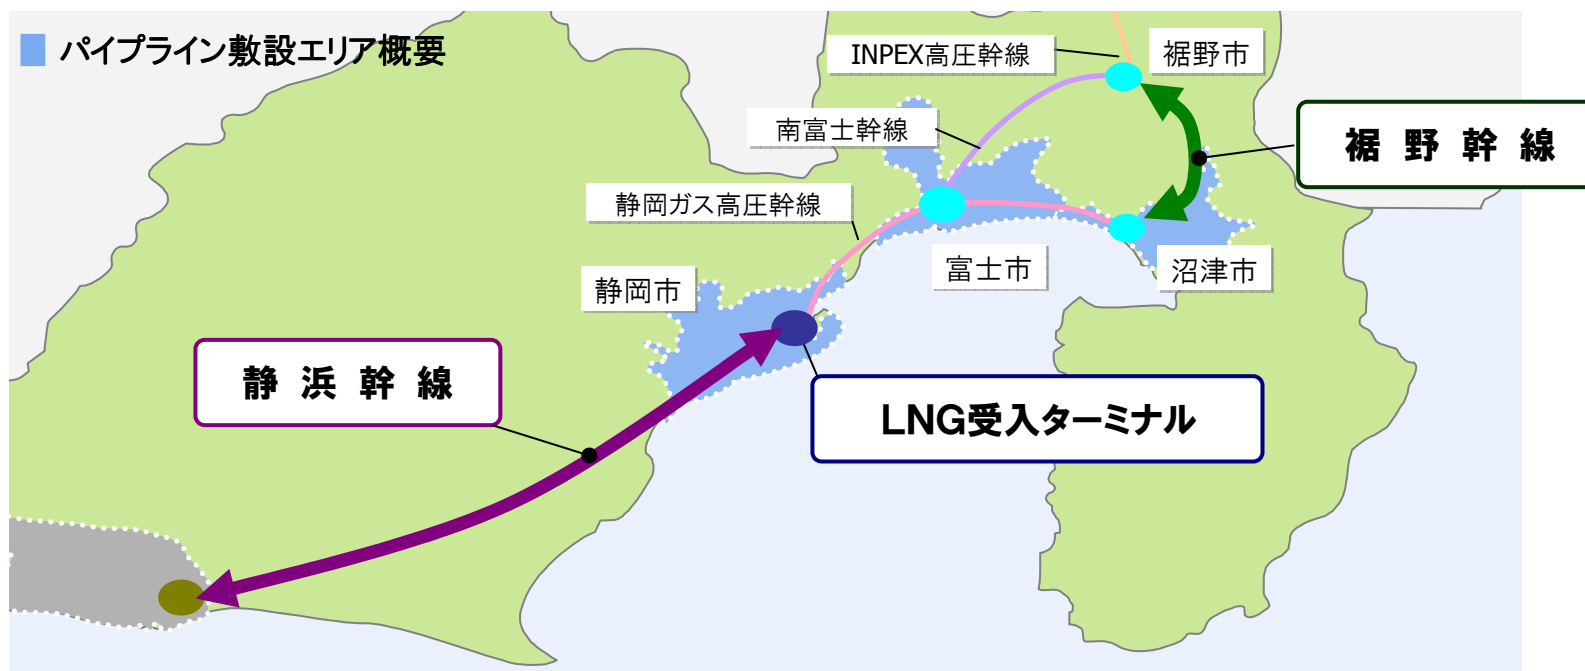 パイプライン敷設エリア概要
INPEX高圧幹線
裾野市
南富士幹線
裾野幹線
静岡ガス高圧幹線
富士市
沼津市
静岡市
静浜幹線
LNG受入ターミナル